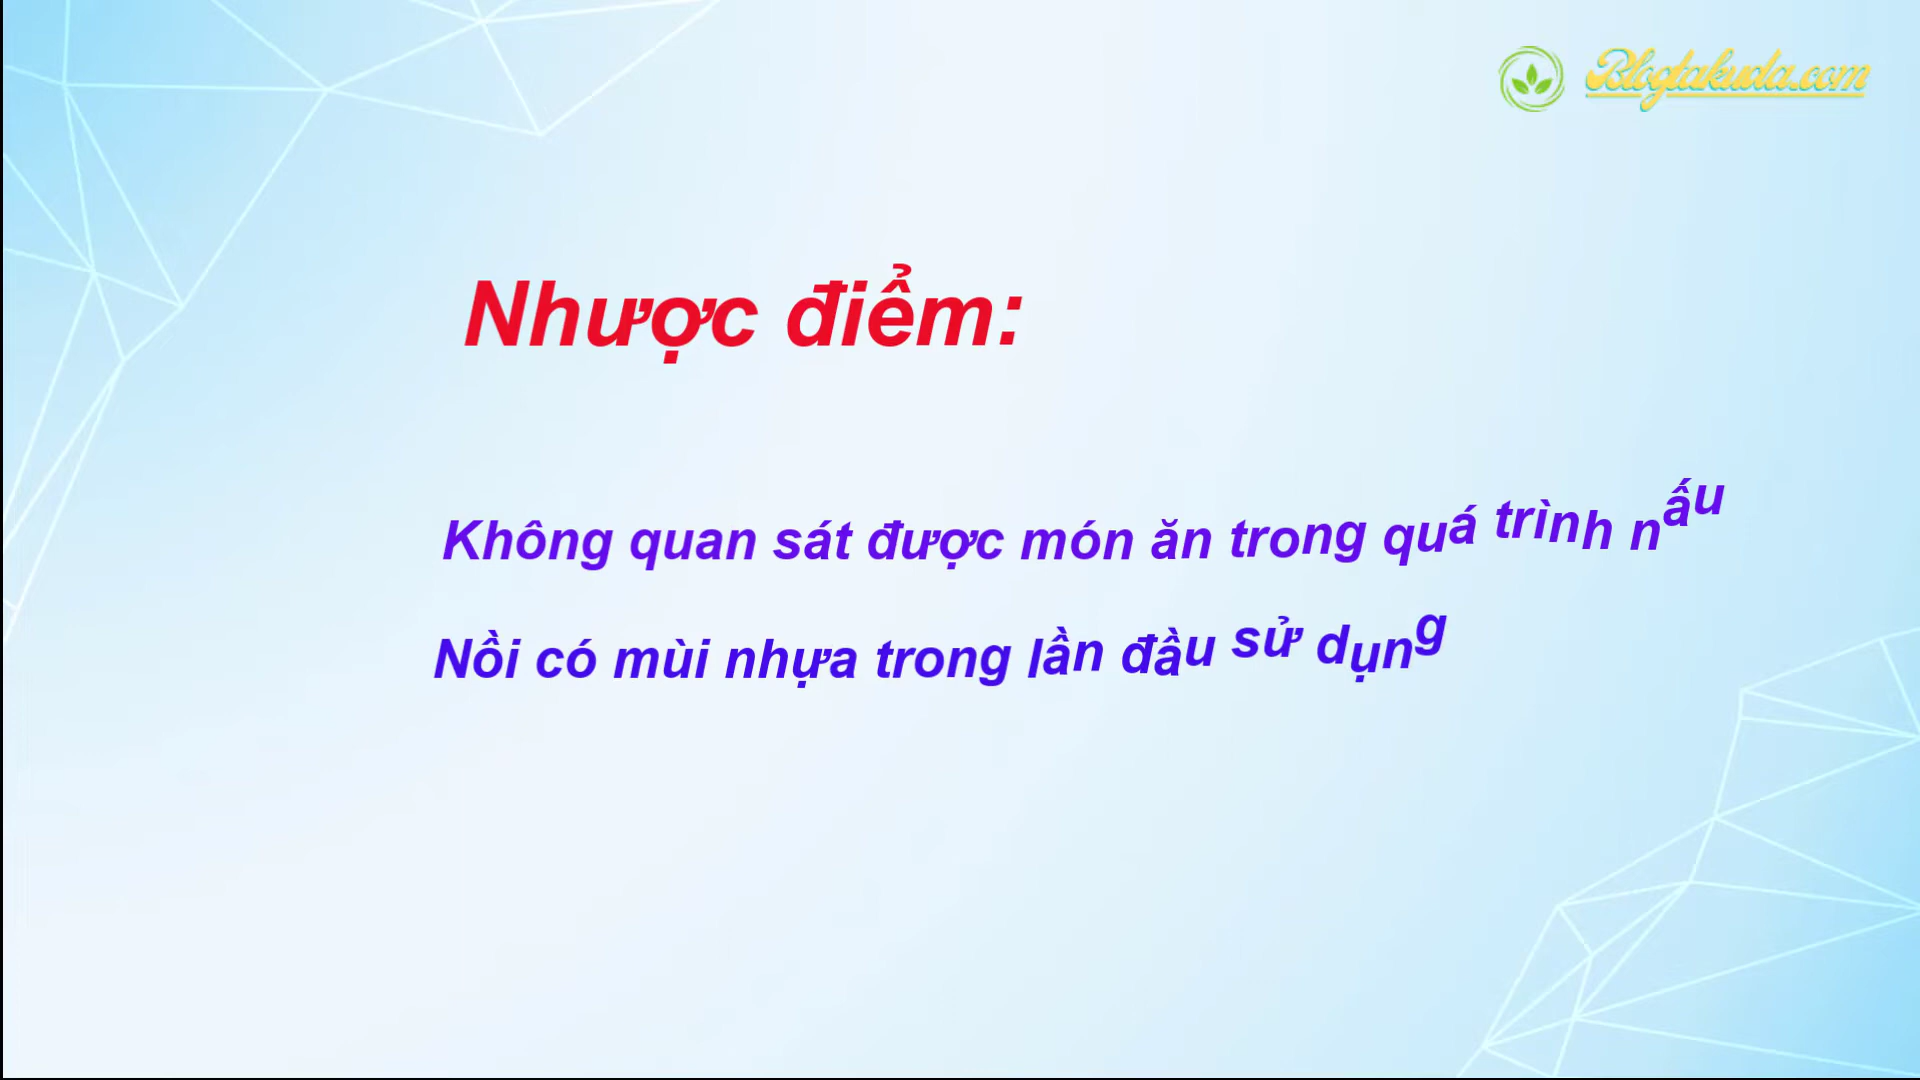 Blogtakuda.com
Nhược điểm:
Không quan sát được món ăn trong quá trình nấu
Nồi có mùi nhựa trong lần đầu sử dụng